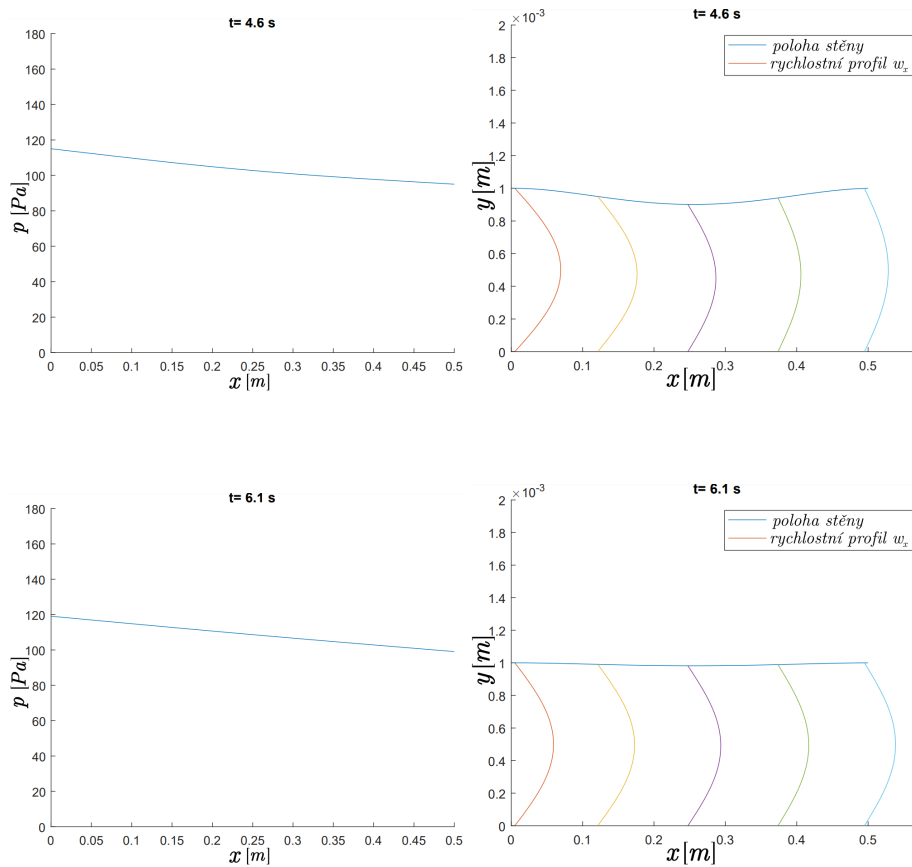 t= 4.6 s
180
160
140
120
100
80
60
40
20
0
p [Pa]
0 0.05 0.1 0.15 0.2 0.25 0.3 0.35 0.4 0.45 0.5
x [m]
t= 4.6 s
×10⁻³
2
1.8
1.6
1.4
1.2
1
0.8
0.6
0.4
0.2
0
y [m]
poloha stěny
rychlostní profil wₓ
0 0.1 0.2 0.3 0.4 0.5
x [m]
t= 6.1 s
180
160
140
120
100
80
60
40
20
0
p [Pa]
0 0.05 0.1 0.15 0.2 0.25 0.3 0.35 0.4 0.45 0.5
x [m]
t= 6.1 s
×10⁻³
2
1.8
1.6
1.4
1.2
1
0.8
0.6
0.4
0.2
0
y [m]
poloha stěny
rychlostní profil wₓ
0 0.1 0.2 0.3 0.4 0.5
x [m]